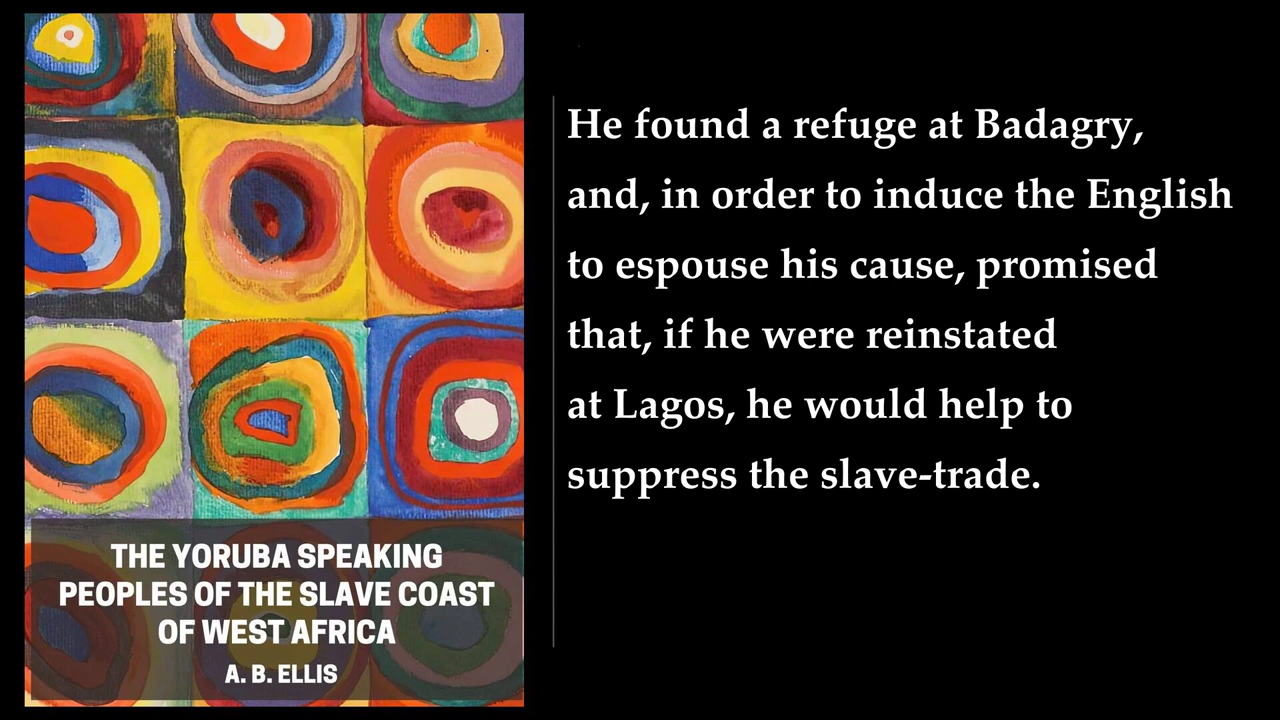 THE YORUBA SPEAKING
PEOPLES OF THE SLAVE COAST
OF WEST AFRICA
A. B. ELLIS
He found a refuge at Badagry,
and, in order to induce the English
to espouse his cause, promised
that, if he were reinstated
at Lagos, he would help to
suppress the slave-trade.